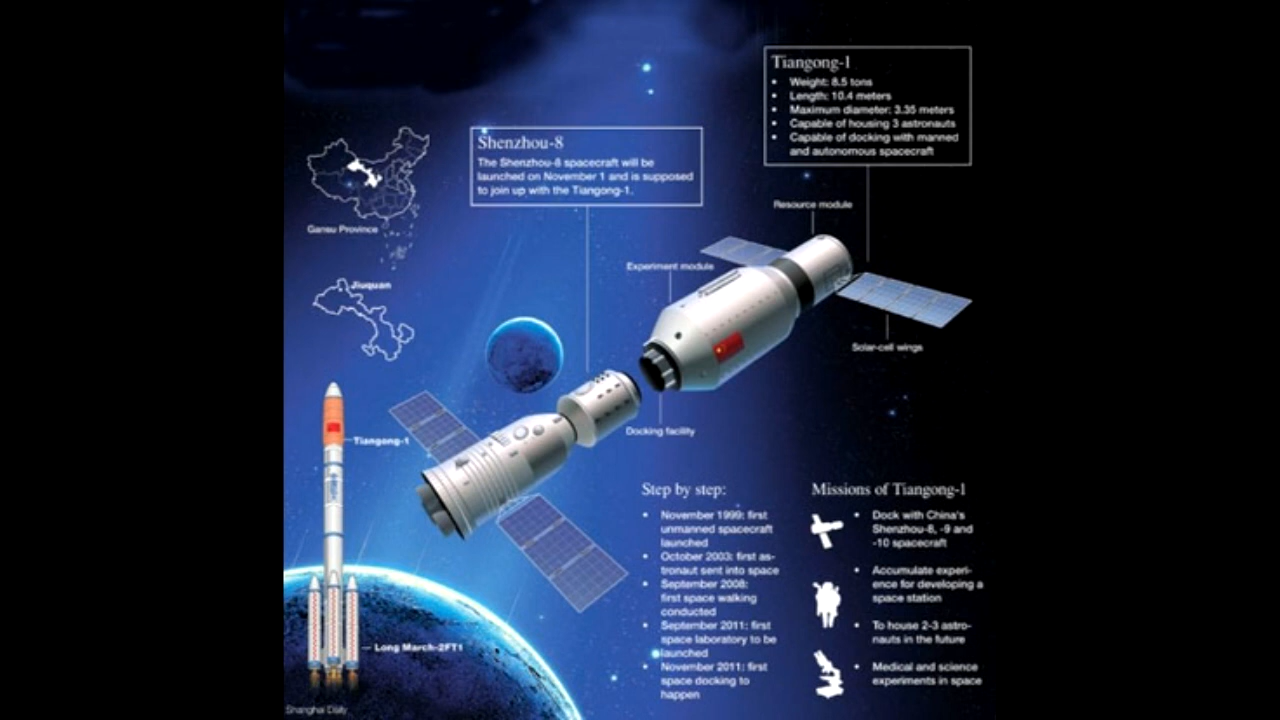 Tiangong-1
• Weight: 8.5 tons
• Length: 10.4 meters
• Maximum diameter: 3.35 meters
• Capable of housing 3 astronauts
• Capable of docking with manned
and autonomous spacecraft
Shenzhou-8
The Shenzhou-8 spacecraft will be
launched on November 1 and is supposed
to join up with the Tiangong-1.
Resource module
Gansu Province
Experiment module
Jiuquan
Solar-cell wings
Docking facility
Tiangong-1
Long March-2FT1
Step by step:
• November 1999: first
unmanned spacecraft
launched
• October 2003: first as-
tronaut sent into space
• September 2008:
first space walking
conducted
• September 2011: first
space laboratory to be
launched
• November 2011: first
space docking to
happen
Missions of Tiangong-1
• Dock with China's
Shenzhou-8, -9 and
-10 spacecraft
• Accumulate experi-
ence for developing a
space station
• To house 2-3 astro-
nauts in the future
• Medical and science
experiments in space
Shanghai Daily